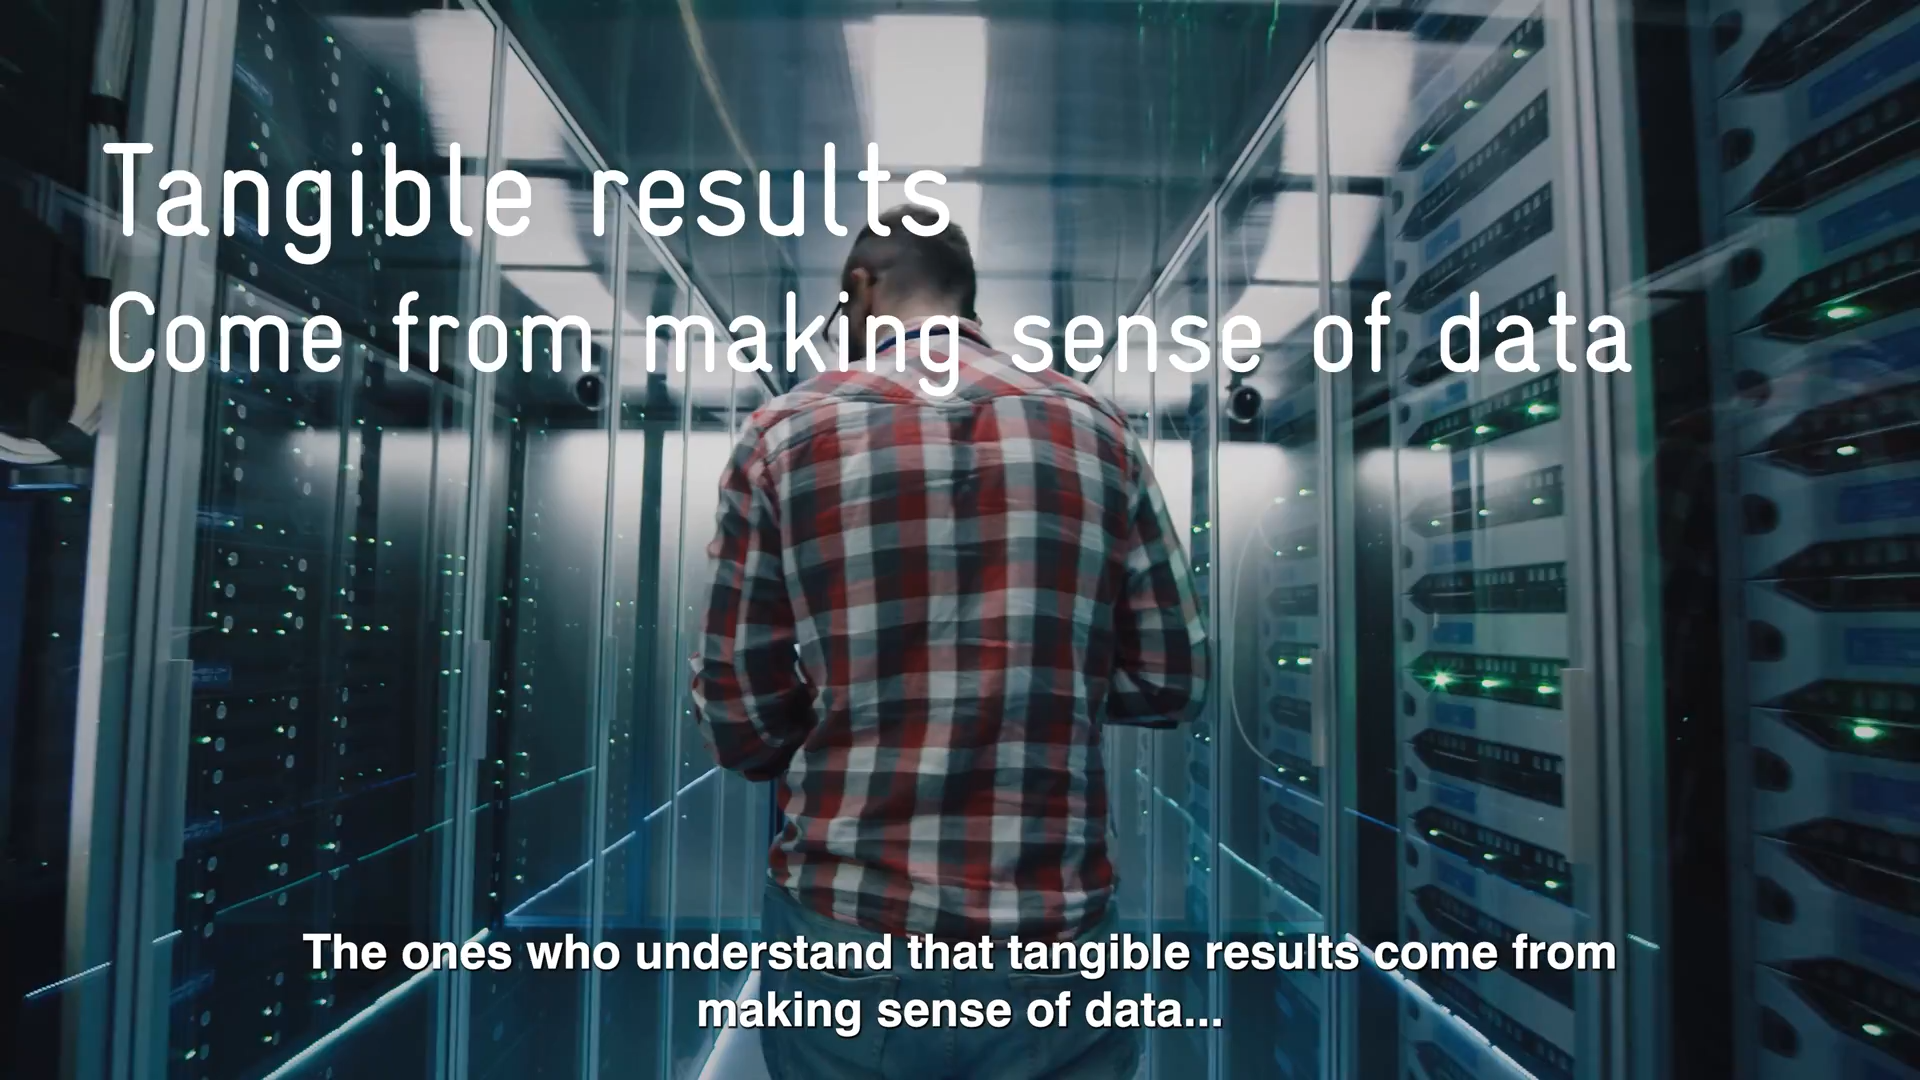 Tangible results
Come from making sense of data
The ones who understand that tangible results come from
making sense of data...